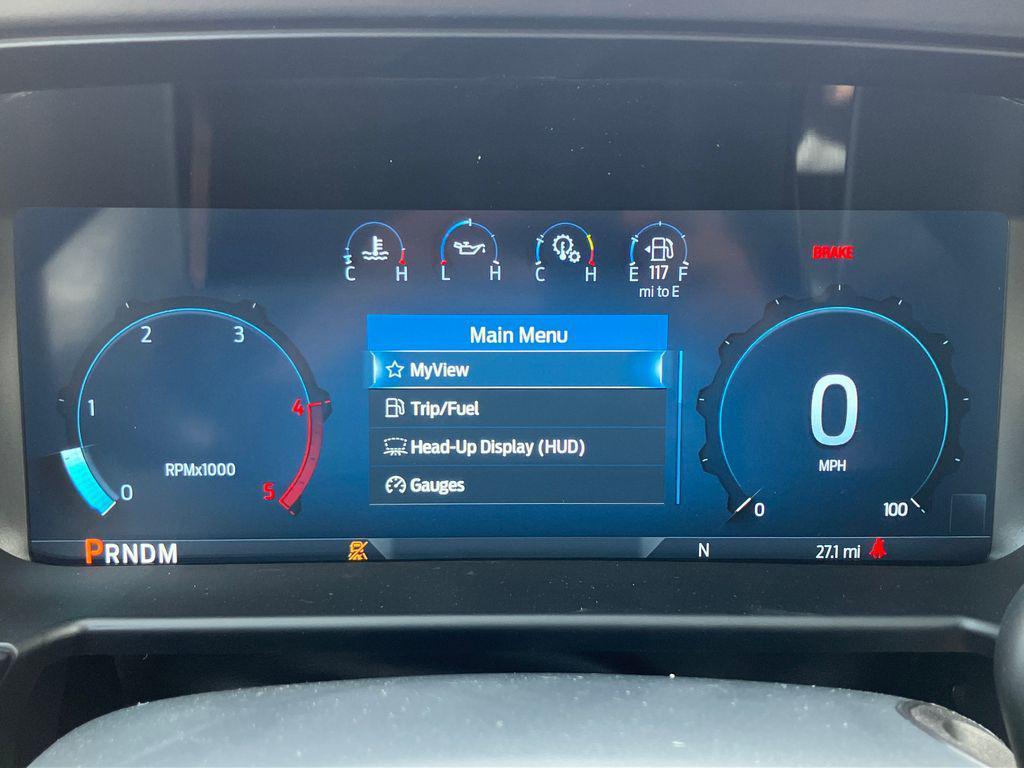 C H
L H
C H
E 117 F
mi to E
BRAKE
Main Menu
MyView
Trip/Fuel
Head-Up Display (HUD)
Gauges
0
1
2
3
4
5
RPMx1000
0
MPH
0
100
PRNDM
N
27.1 mi